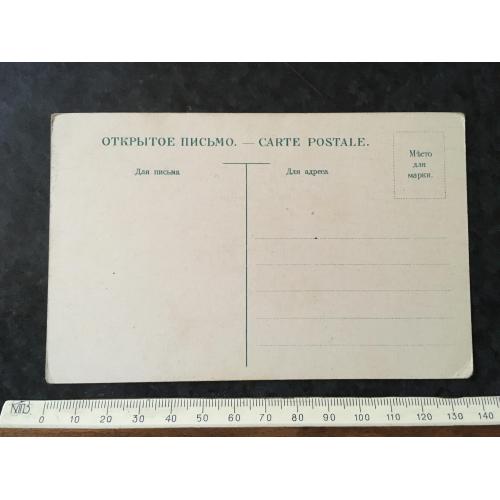 ОТКРЫТОЕ ПИСЬМО. — CARTE POSTALE.
Для письма
Для адреса
Мѣсто
для
марки.
0 10 20 30 40 50 60 70 80 90 100 110 120 130 140